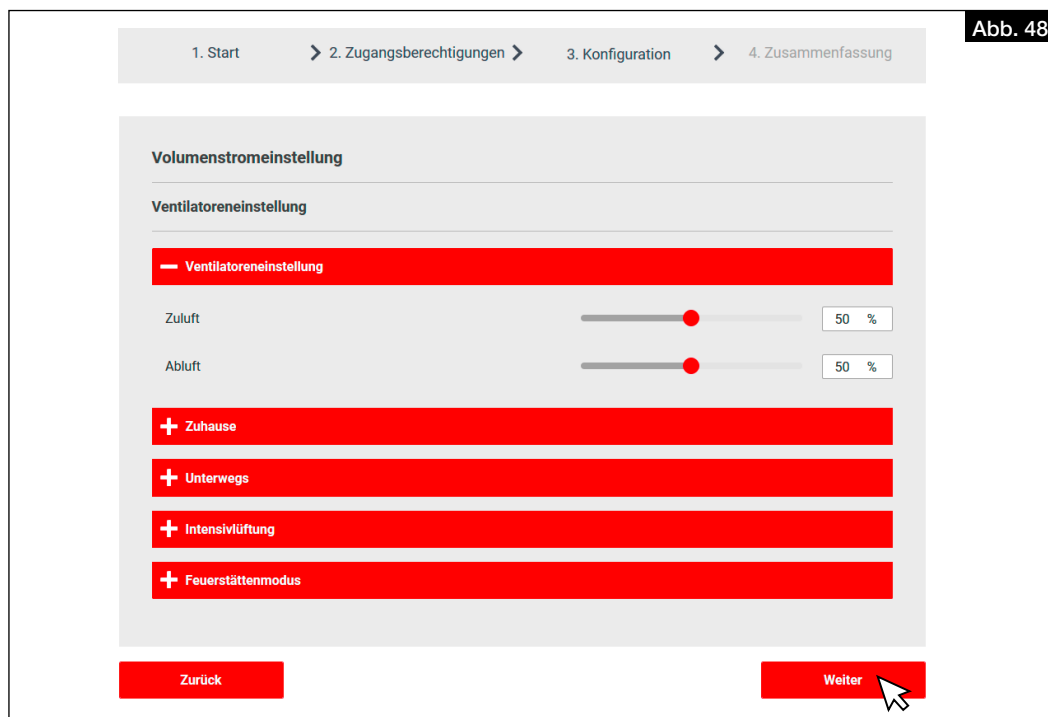 Abb. 48
1. Start 2. Zugangsberechtigungen 3. Konfiguration 4. Zusammenfassung
Volumenstromeinstellung
Ventilatoreneinstellung
Ventilatoreneinstellung
Zuluft 50 %
Abluft 50 %
Zuhause
Unterwegs
Intensivlüftung
Feuerstättenmodus
Zurück Weiter